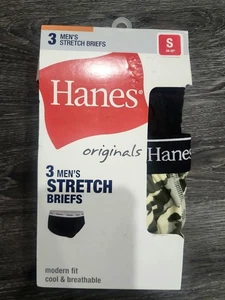 3 MEN'S
STRETCH BRIEFS
S
Hanes®
originals
Hanes
3 MEN'S
STRETCH
BRIEFS
modern fit
cool & breathable